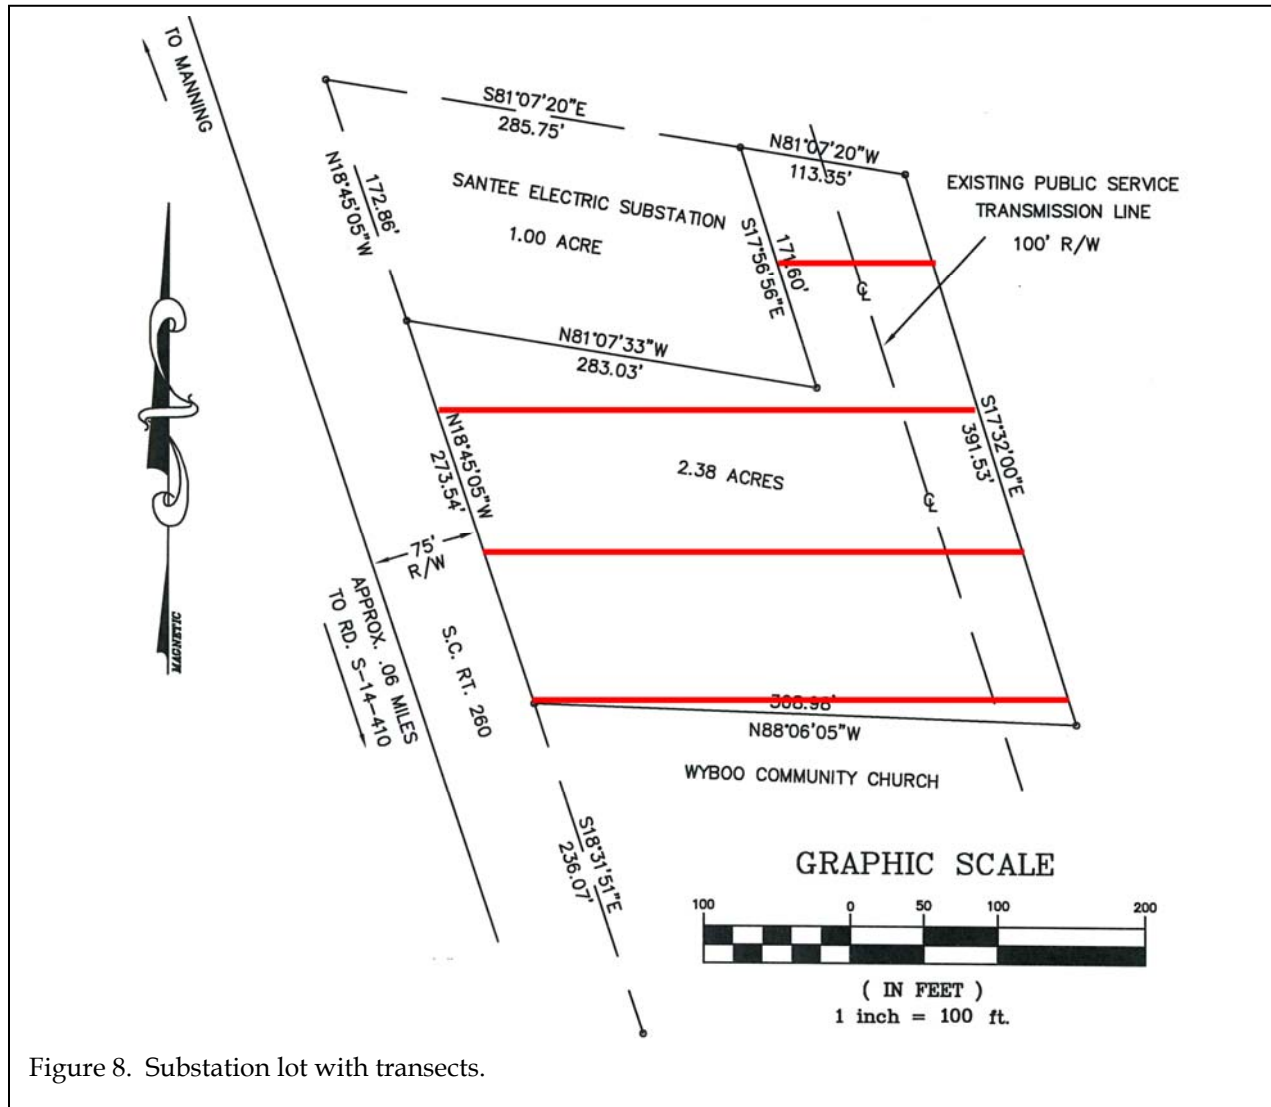 TO MANNING
S81°07'20"E
285.75'
N81°07'20"W
113.35'
172.86'
N18°45'05"W
SANTEE ELECTRIC SUBSTATION
1.00 ACRE
171.60'
S17°56'56"E
EXISTING PUBLIC SERVICE
TRANSMISSION LINE
100' R/W
℄
N81°07'33"W
283.03'
N18°45'05"W
273.54'
2.38 ACRES
S17°32'00"E
391.53'
℄
75'
R/W
MAGNETIC
APPROX. .06 MILES
TO RD. S-14-410
S.C. RT. 260
N88°06'05"W
WYBOO COMMUNITY CHURCH
S18°31'51"E
236.07'
GRAPHIC SCALE
100 0 50 100 200
( IN FEET )
1 inch = 100 ft.
Figure 8. Substation lot with transects.